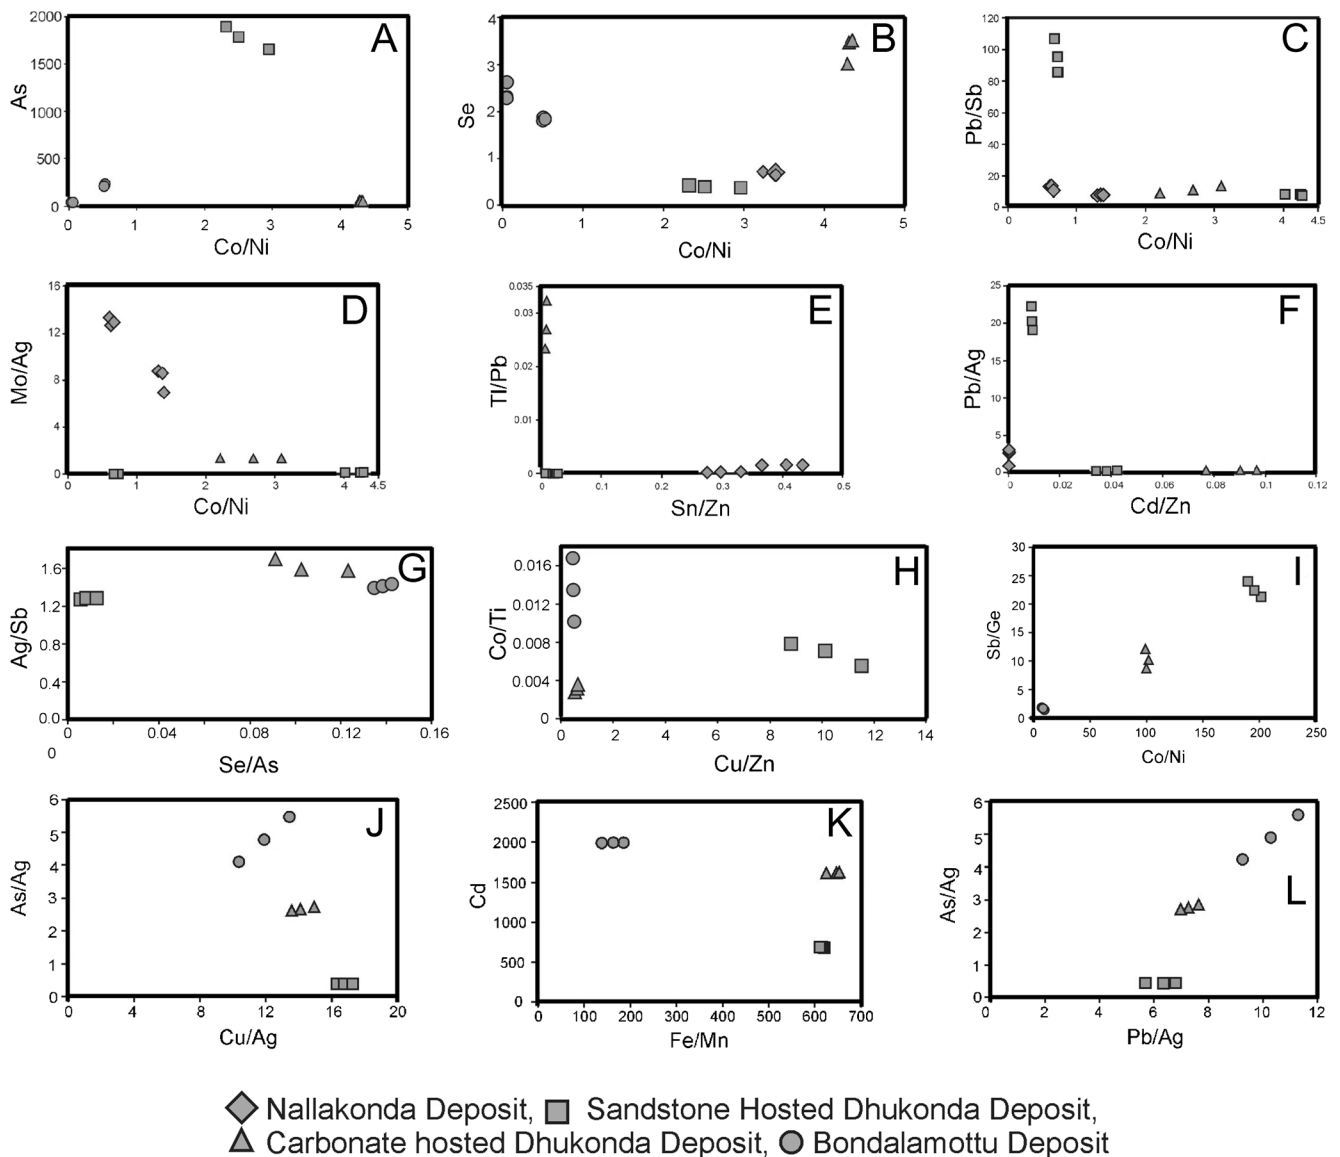 A
As
2000
1500
1000
500
0
0 1 2 3 4 5
Co/Ni
B
Se
4
3
2
1
0
0 1 2 3 4 5
Co/Ni
C
Pb/Sb
120
100
80
60
40
20
0
0 1 2 3 4 4.5
Co/Ni
D
Mo/Ag
16
12
8
4
0
0 1 2 3 4 4.5
Co/Ni
E
Tl/Pb
0.035
0.03
0.02
0.01
0
0 0.1 0.2 0.3 0.4 0.5
Sn/Zn
F
Pb/Ag
25
20
15
10
5
0
0 0.02 0.04 0.06 0.08 0.1 0.12
Cd/Zn
G
Ag/Sb
1.6
1.2
0.8
0.4
0.0
0 0.04 0.08 0.12 0.16
0
Se/As
H
Co/Ti
0.016
0.012
0.008
0.004
0
0 2 4 6 8 10 12 14
Cu/Zn
I
Sb/Ge
30
25
20
15
10
5
0
0 50 100 150 200 250
Co/Ni
J
As/Ag
6
5
4
3
2
1
0
0 4 8 12 16 20
Cu/Ag
K
Cd
2500
2000
1500
1000
500
0
0 100 200 300 400 500 600 700
Fe/Mn
L
As/Ag
6
5
4
3
2
1
0
0 2 4 6 8 10 12
Pb/Ag
Nallakonda Deposit, Sandstone Hosted Dhukonda Deposit,
Carbonate hosted Dhukonda Deposit, Bondalamottu Deposit